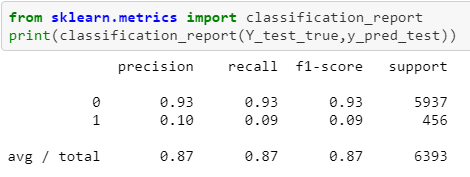 from sklearn.metrics import classification_report
print(classification_report(Y_test_true,y_pred_test))
precision recall f1-score support
0 0.93 0.93 0.93 5937
1 0.10 0.09 0.09 456
avg / total 0.87 0.87 0.87 6393